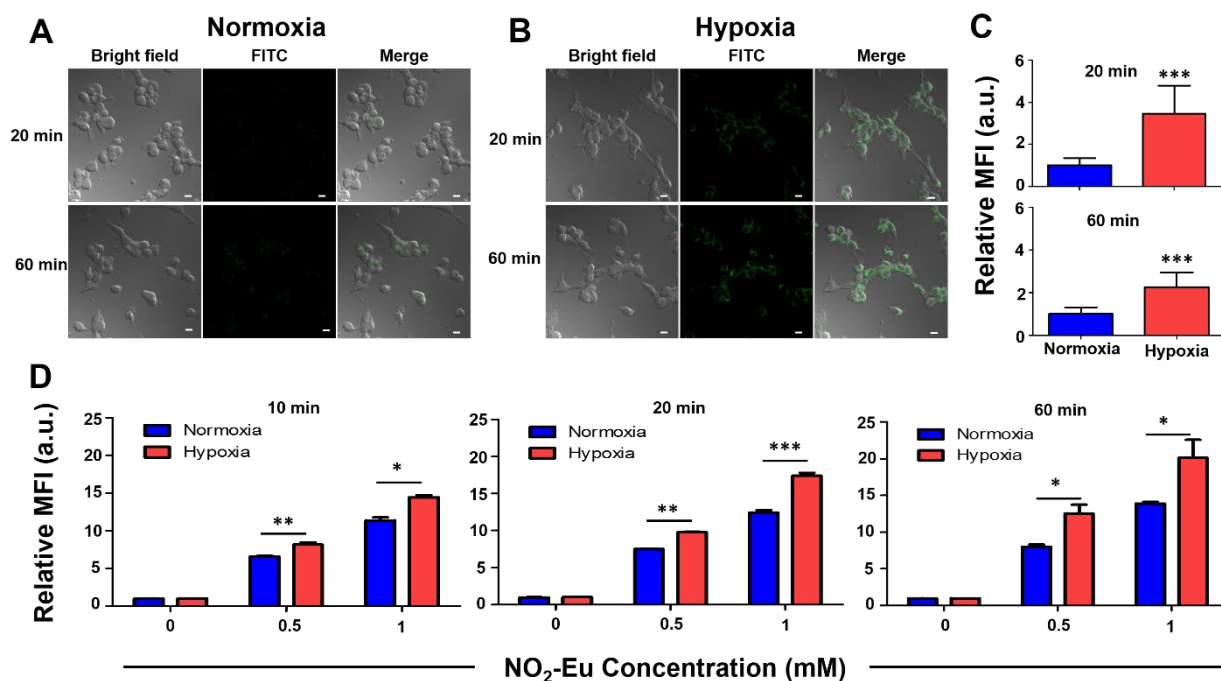 A
Normoxia
Bright field
FITC
Merge
20 min
60 min
B
Hypoxia
Bright field
FITC
Merge
20 min
60 min
C
Relative MFI (a.u.)
6
4
2
0
20 min
***
6
4
2
0
60 min
***
Normoxia
Hypoxia
D
Relative MFI (a.u.)
10 min
25
20
15
10
5
0
Normoxia
Hypoxia
**
*
0
0.5
1
20 min
25
20
15
10
5
0
Normoxia
Hypoxia
**
***
0
0.5
1
60 min
25
20
15
10
5
0
Normoxia
Hypoxia
*
*
0
0.5
1
NO₂-Eu Concentration (mM)